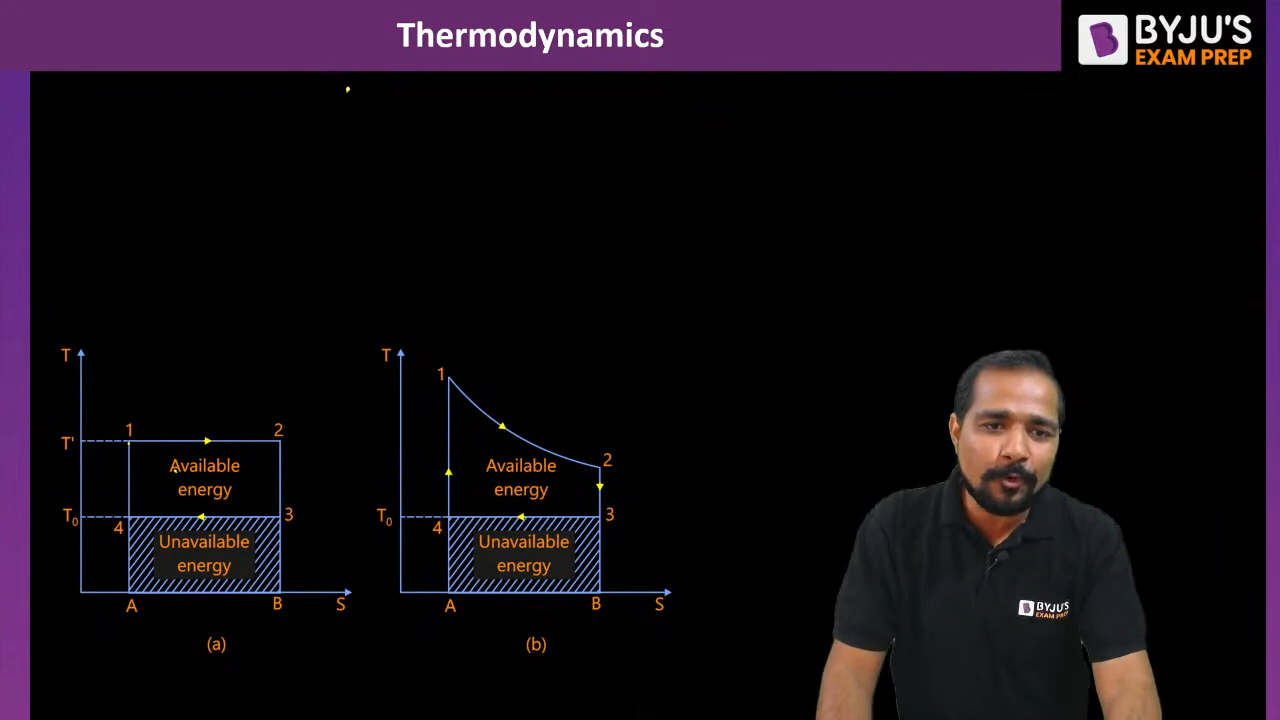 Thermodynamics
BYJU'S
EXAM PREP
T
T'
1
2
Available
energy
T₀
4
3
Unavailable
energy
A
B
S
(a)
T
1
2
Available
energy
T₀
4
3
Unavailable
energy
A
B
S
(b)
BYJU'S
EXAM PREP